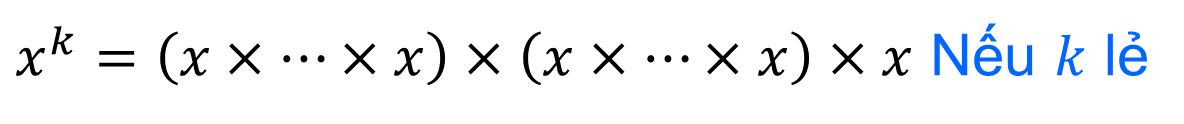 x^k = (x × ⋯ × x) × (x × ⋯ × x) × x Nếu k lẻ